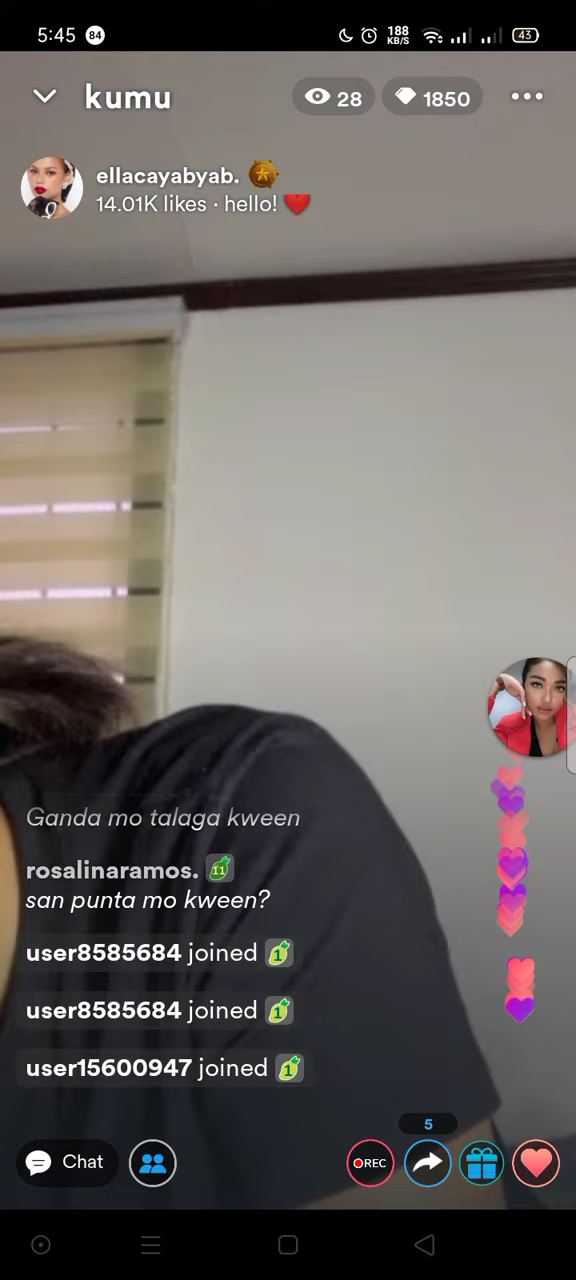 5:45 84 188 KB/S 43
kumu 28 1850
ellacayabyab.
14.01K likes · hello! ❤️
Ganda mo talaga kween
rosalinaramos. 11
san punta mo kween?
user8585684 joined 1
user8585684 joined 1
user15600947 joined 1
5
Chat REC